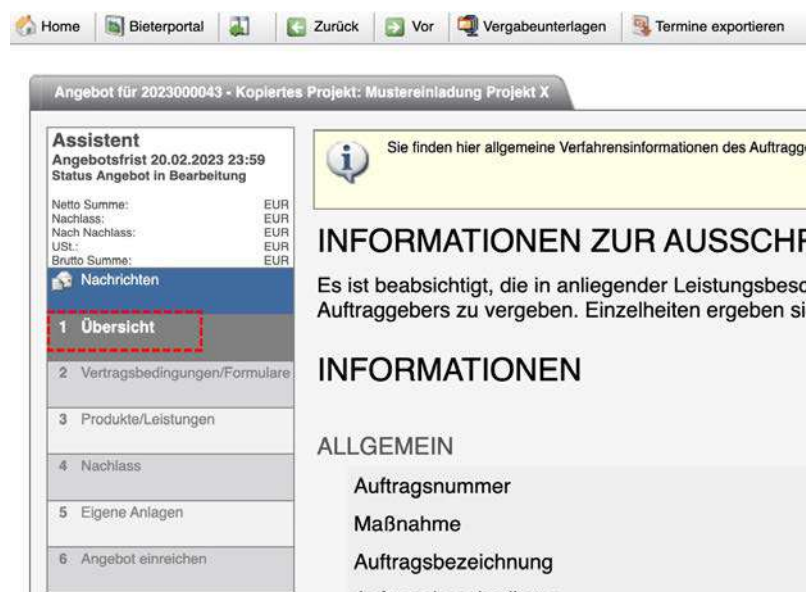 Home Bieterportal Zurück Vor Vergabeunterlagen Termine exportieren
Angebot für 2023000043 - Kopiertes Projekt: Mustereinladung Projekt X
Assistent
Angebotsfrist 20.02.2023 23:59
Status Angebot in Bearbeitung
Netto Summe: EUR
Nachlass: EUR
Nach Nachlass: EUR
USt.: EUR
Brutto Summe: EUR
Nachrichten
1 Übersicht
2 Vertragsbedingungen/Formulare
3 Produkte/Leistungen
4 Nachlass
5 Eigene Anlagen
6 Angebot einreichen
Sie finden hier allgemeine Verfahrensinformationen des Auftragge
INFORMATIONEN ZUR AUSSCHR
Es ist beabsichtigt, die in anliegender Leistungsbesc
Auftraggebers zu vergeben. Einzelheiten ergeben si
INFORMATIONEN
ALLGEMEIN
Auftragsnummer
Maßnahme
Auftragsbezeichnung